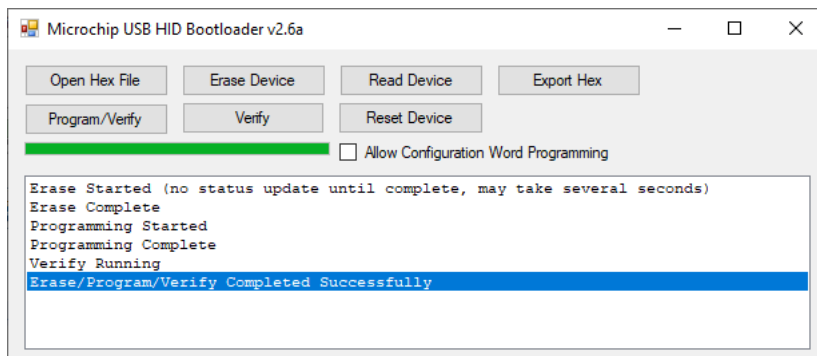 Microchip USB HID Bootloader v2.6a
Open Hex File Erase Device Read Device Export Hex
Program/Verify Verify Reset Device
Allow Configuration Word Programming
Erase Started (no status update until complete, may take several seconds)
Erase Complete
Programming Started
Programming Complete
Verify Running
Erase/Program/Verify Completed Successfully